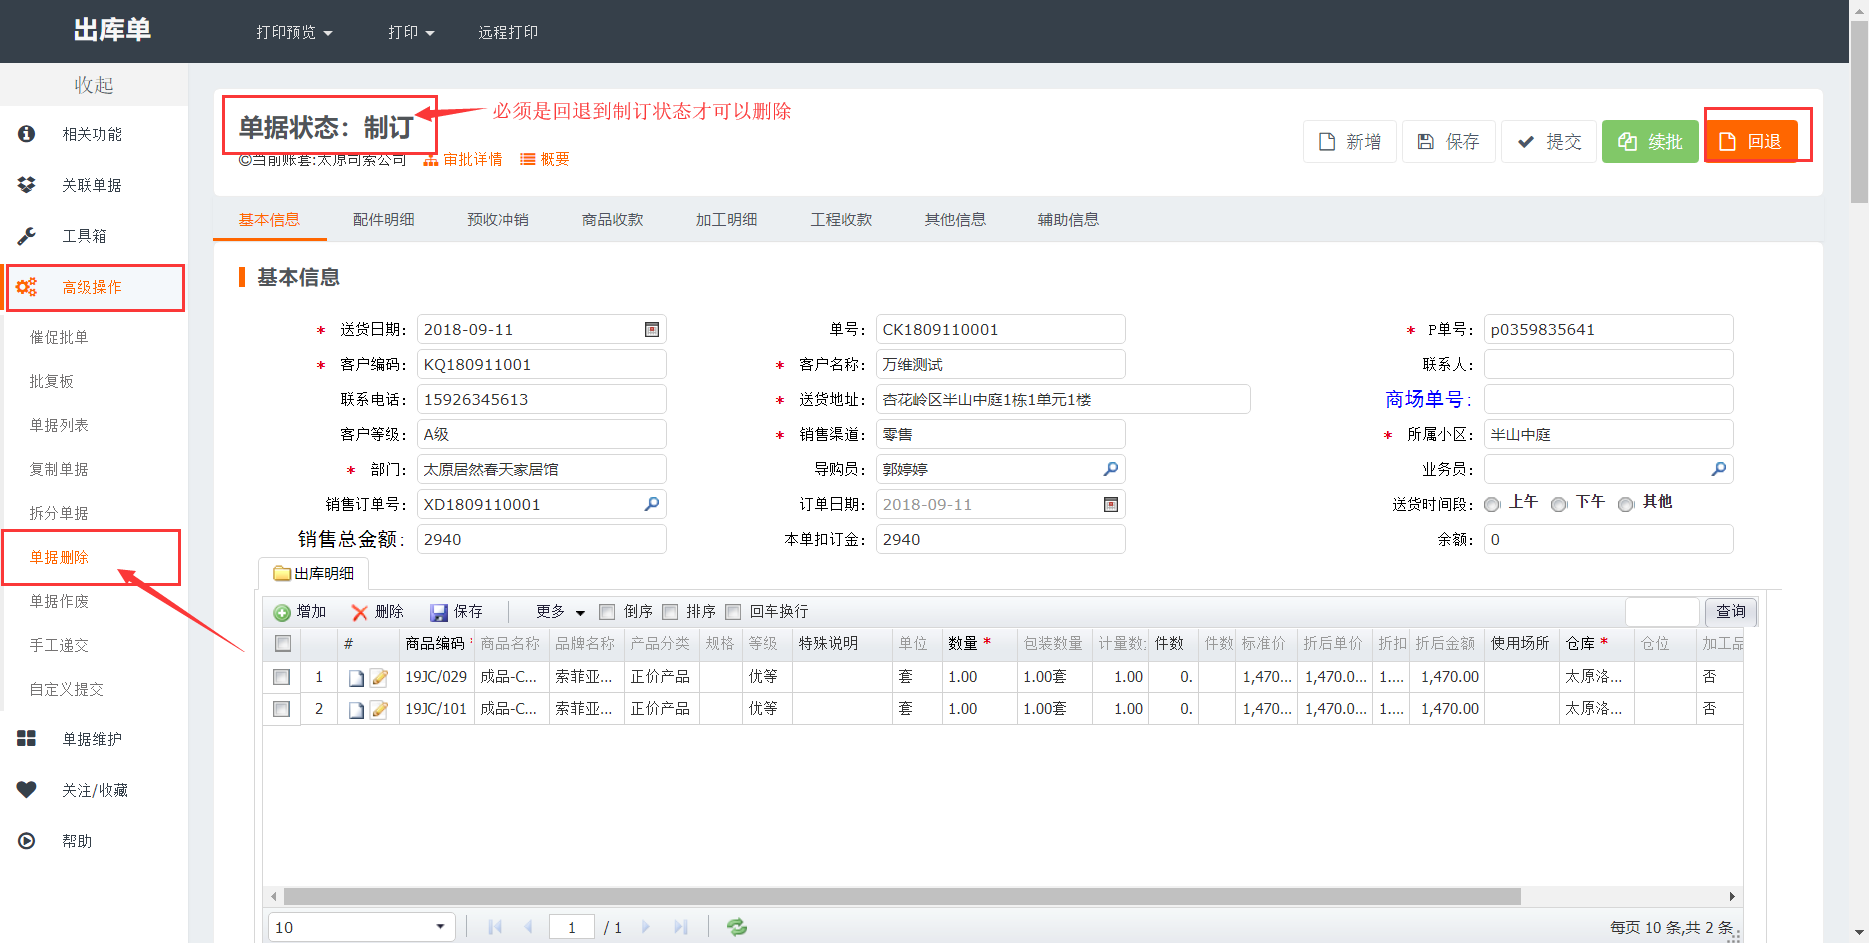 出库单
打印预览
打印
远程打印
收起
相关功能
关联单据
工具箱
高级操作
催促批单
批复板
单据列表
复制单据
拆分单据
单据删除
单据作废
手工递交
自定义提交
单据维护
关注/收藏
帮助
单据状态：制订
必须是回退到制订状态才可以删除
©当前账套:太原司索公司
审批详情
概要
新增
保存
提交
续批
回退
基本信息 配件明细 预收冲销 商品收款 加工明细 工程收款 其他信息 辅助信息
基本信息
* 送货日期: 2018-09-11 单号: CK1809110001 * P单号: p0359835641
* 客户编码: KQ180911001 * 客户名称: 万维测试 联系人:
联系电话: 15926345613 * 送货地址: 杏花岭区半山中庭1栋1单元1楼 商场单号:
客户等级: A级 * 销售渠道: 零售 * 所属小区: 半山中庭
* 部门: 太原居然春天家居馆 导购员: 郭婷婷 业务员:
销售订单号: XD1809110001 订单日期: 2018-09-11 送货时间段: 上午 下午 其他
销售总金额: 2940 本单扣订金: 2940 余额: 0
出库明细
增加 删除 保存 更多 倒序 排序 回车换行 查询
# 商品编码 商品名称 品牌名称 产品分类 规格 等级 特殊说明 单位 数量 * 包装数量 计量数 件数 件数 标准价 折后单价 折扣 折后金额 使用场所 仓库 * 仓位 加工品
1 19JC/029 成品-C... 索菲亚... 正价产品 优等 套 1.00 1.00套 1.00 0. 1,470... 1,470.0... 1.... 1,470.00 太原洛... 否
2 19JC/101 成品-C... 索菲亚... 正价产品 优等 套 1.00 1.00套 1.00 0. 1,470... 1,470.0... 1.... 1,470.00 太原洛... 否
10 1 / 1 每页 10 条,共 2 条